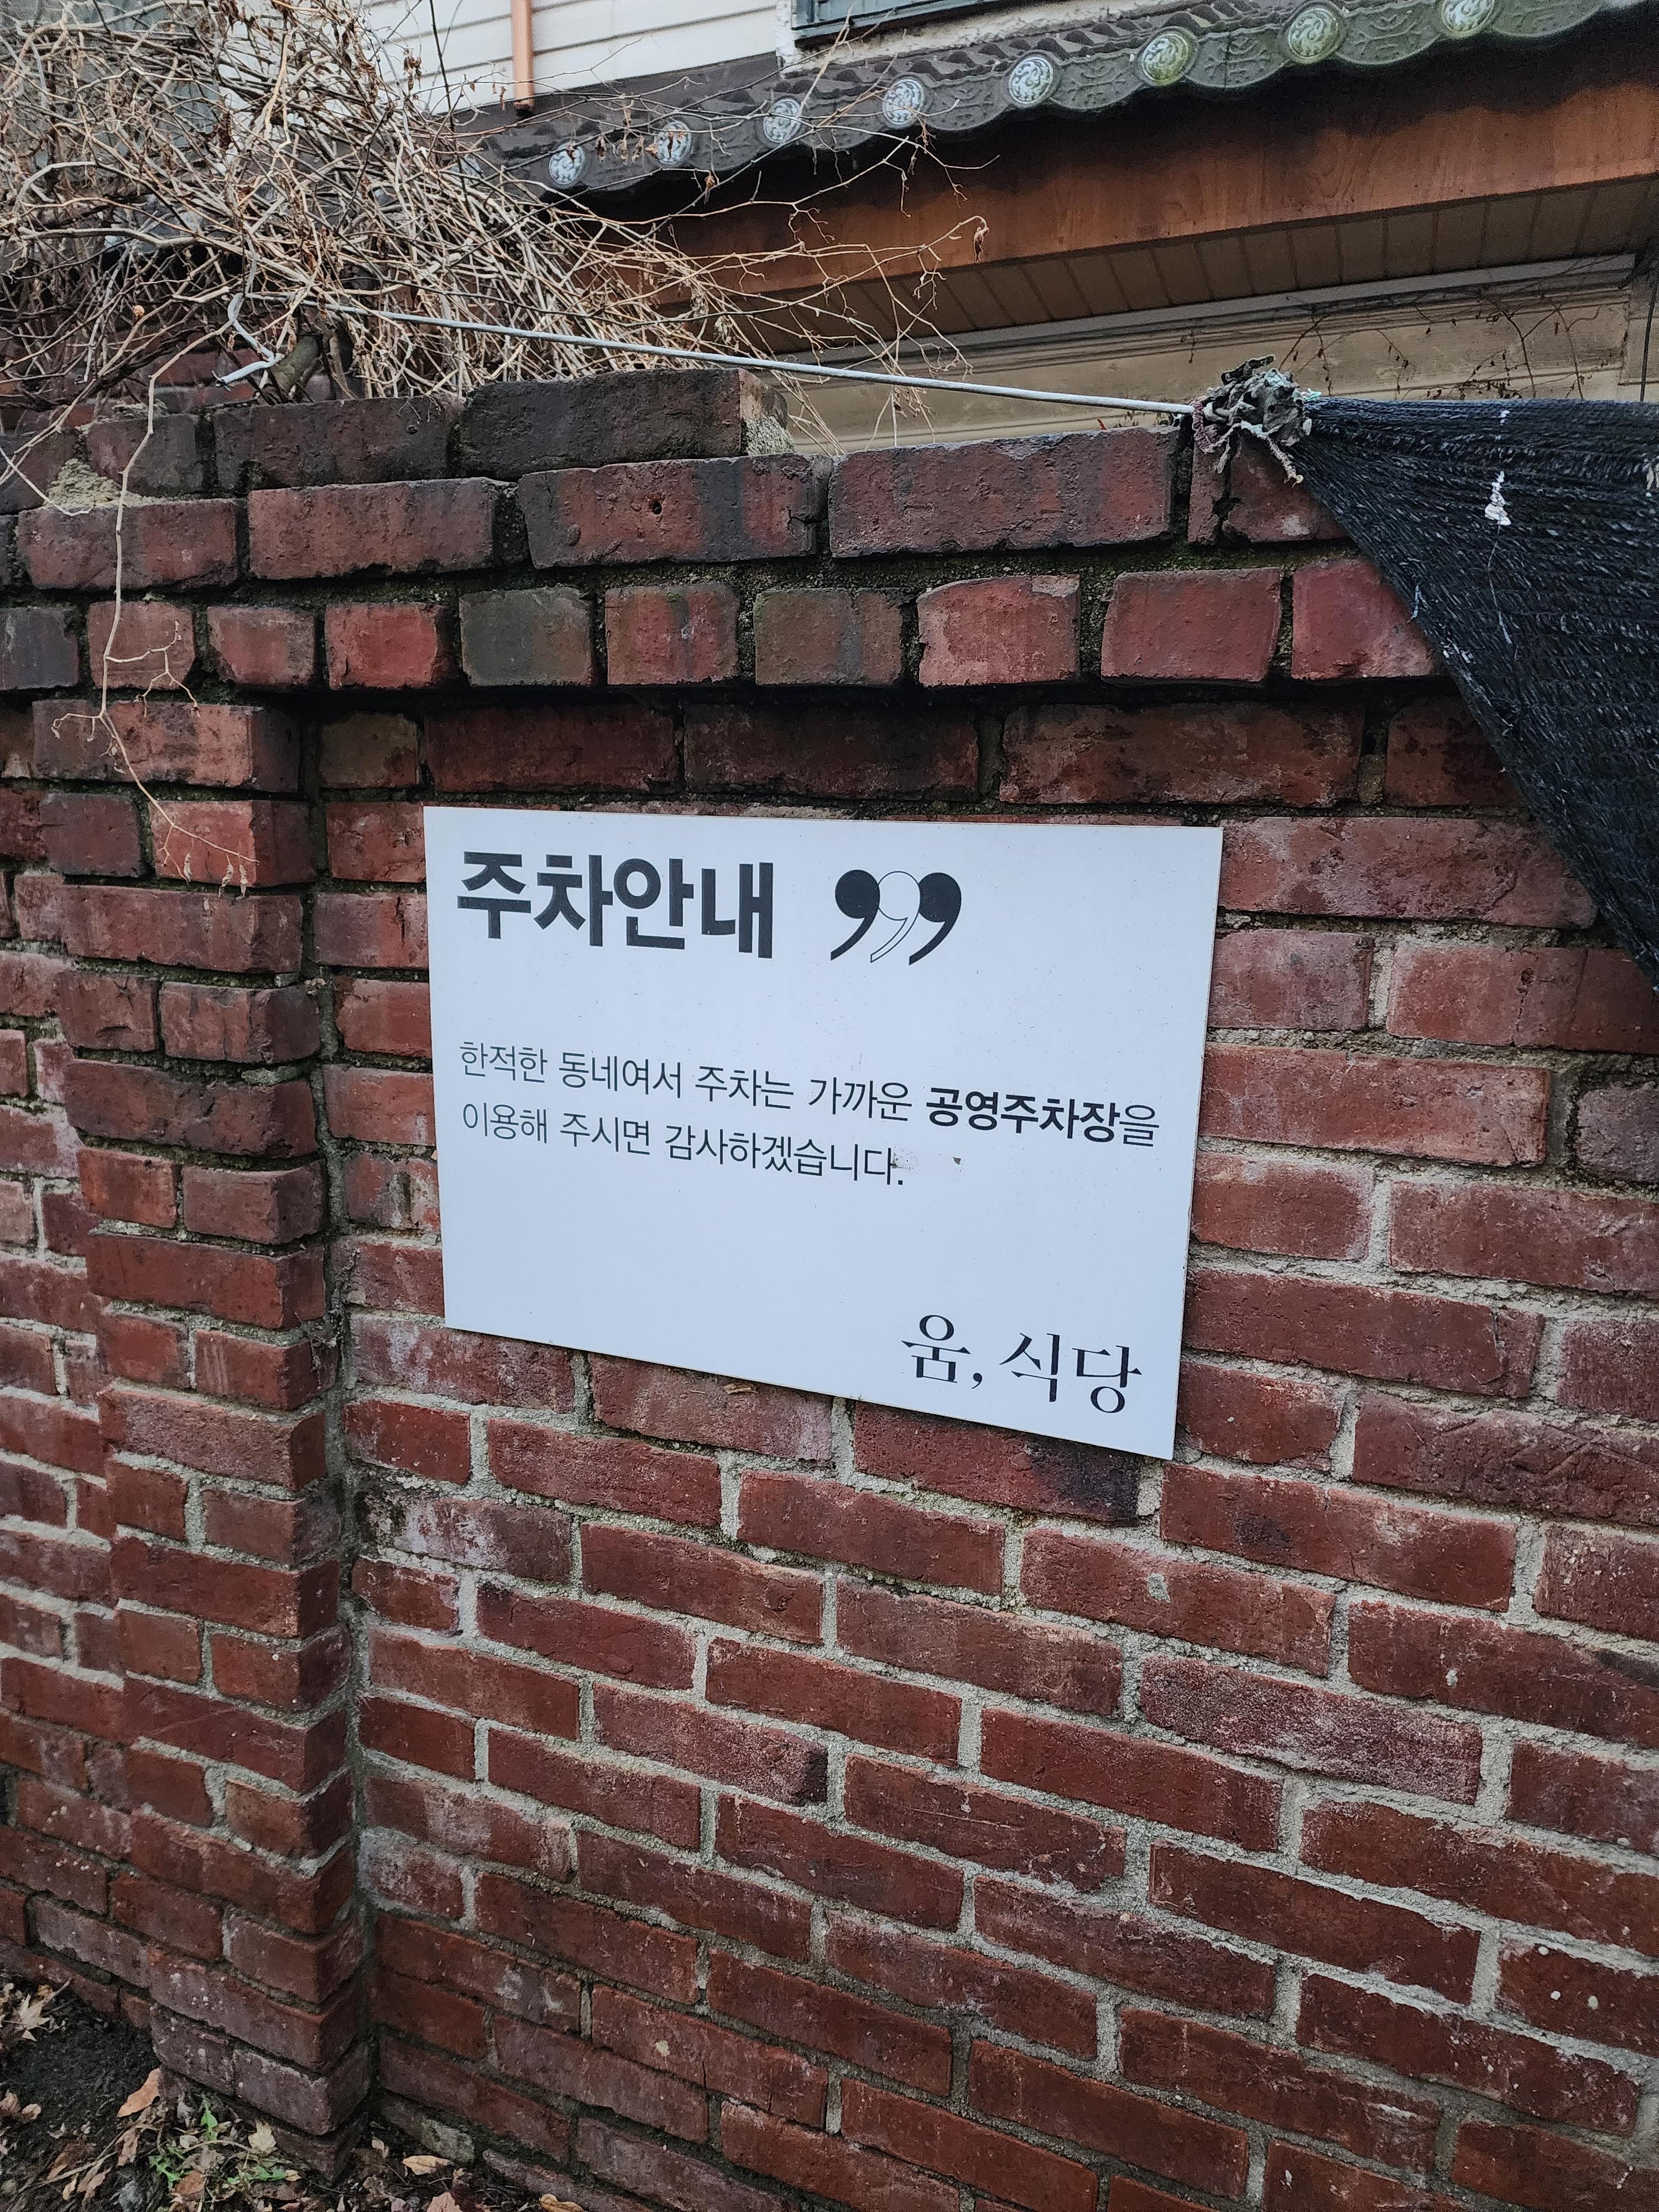 주차안내
한적한 동네여서 주차는 가까운 공영주차장을
이용해 주시면 감사하겠습니다.
움, 식당